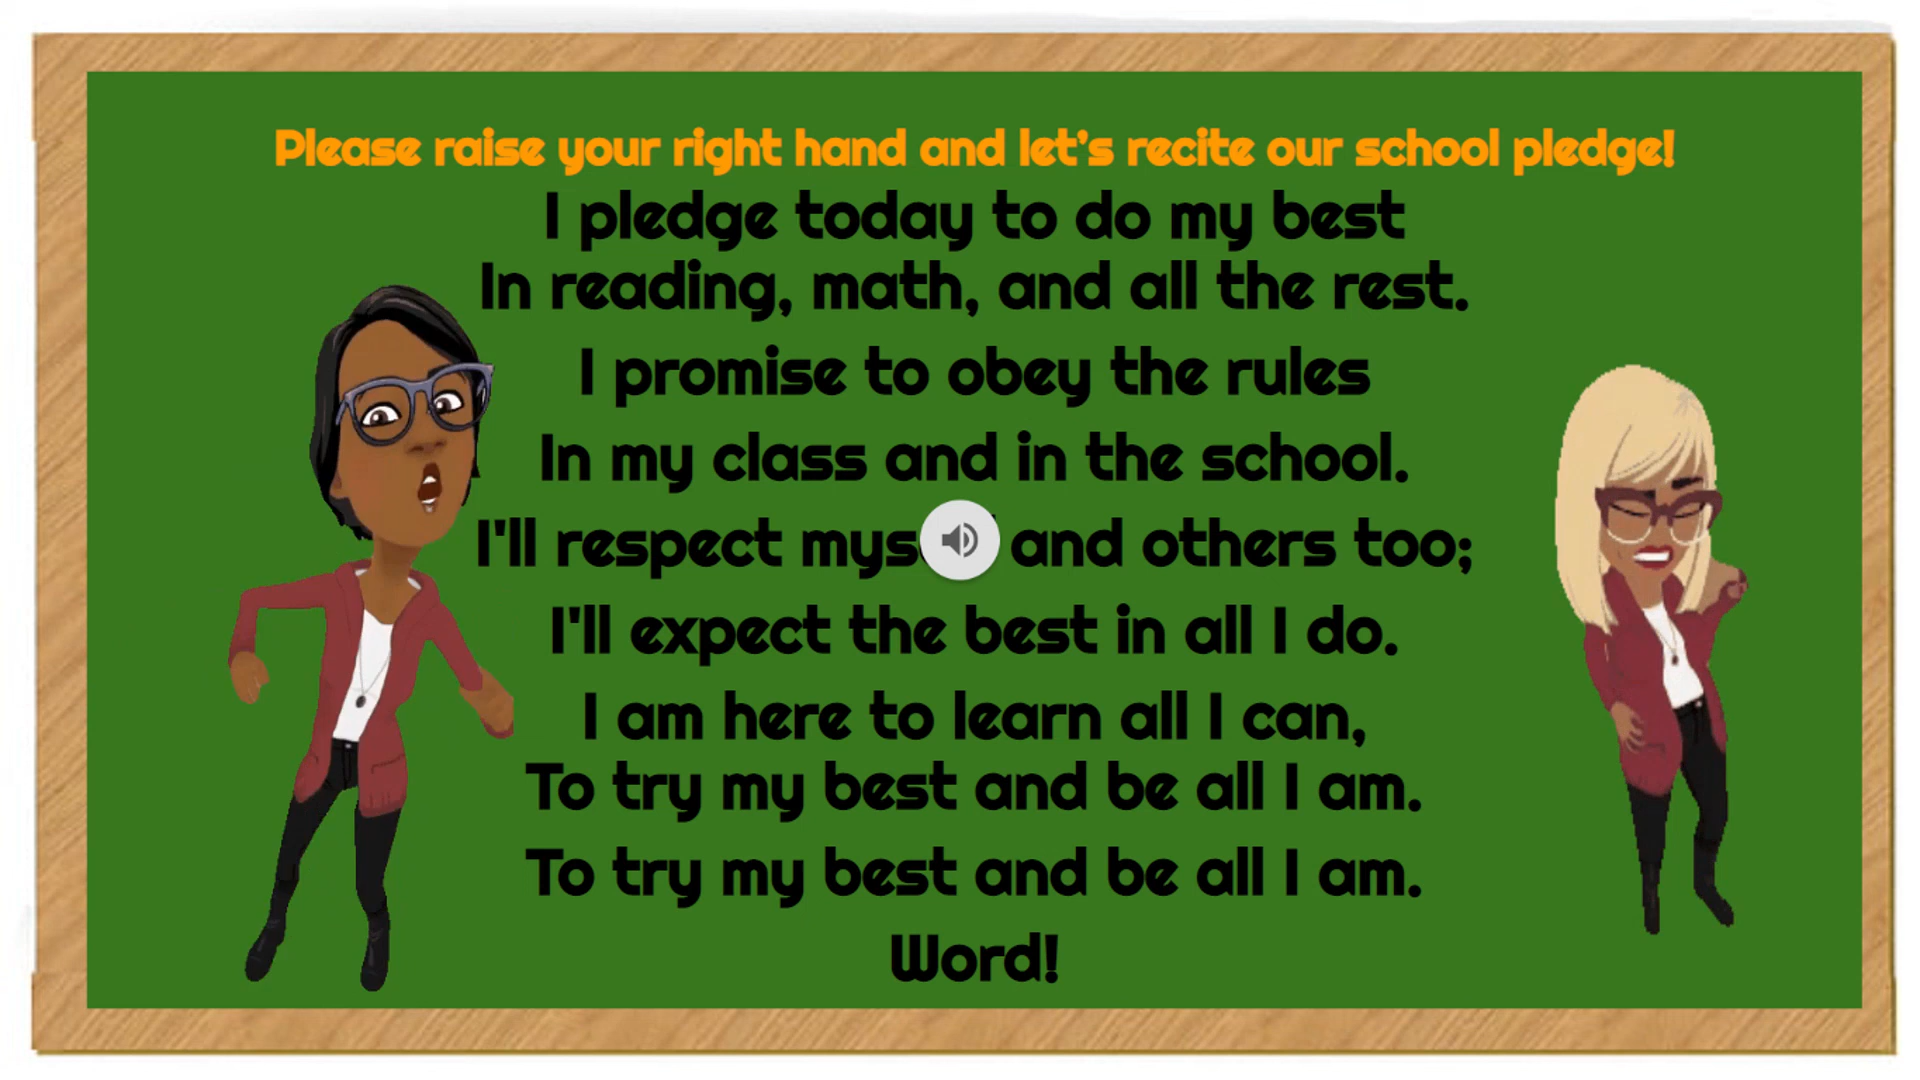 Please raise your right hand and let's recite our school pledge!
I pledge today to do my best
In reading, math, and all the rest.
I promise to obey the rules
In my class and in the school.
I'll respect and others too;
I'll expect the best in all I do.
I am here to learn all I can,
To try my best and be all I am.
To try my best and be all I am.
Word!